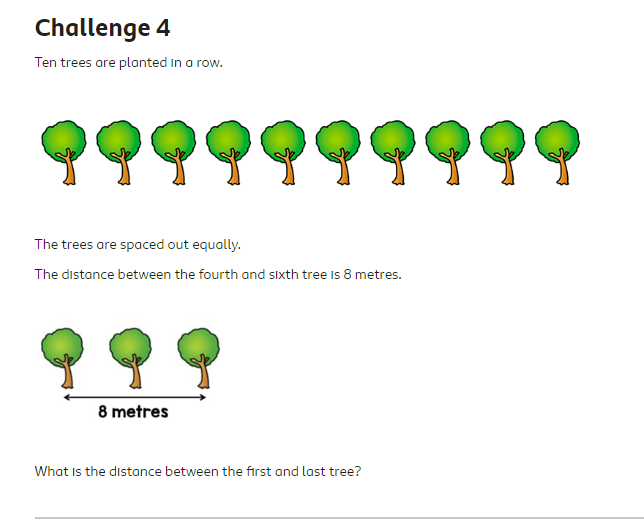 Challenge 4
Ten trees are planted in a row.
The trees are spaced out equally.
The distance between the fourth and sixth tree is 8 metres.
8 metres
What is the distance between the first and last tree?